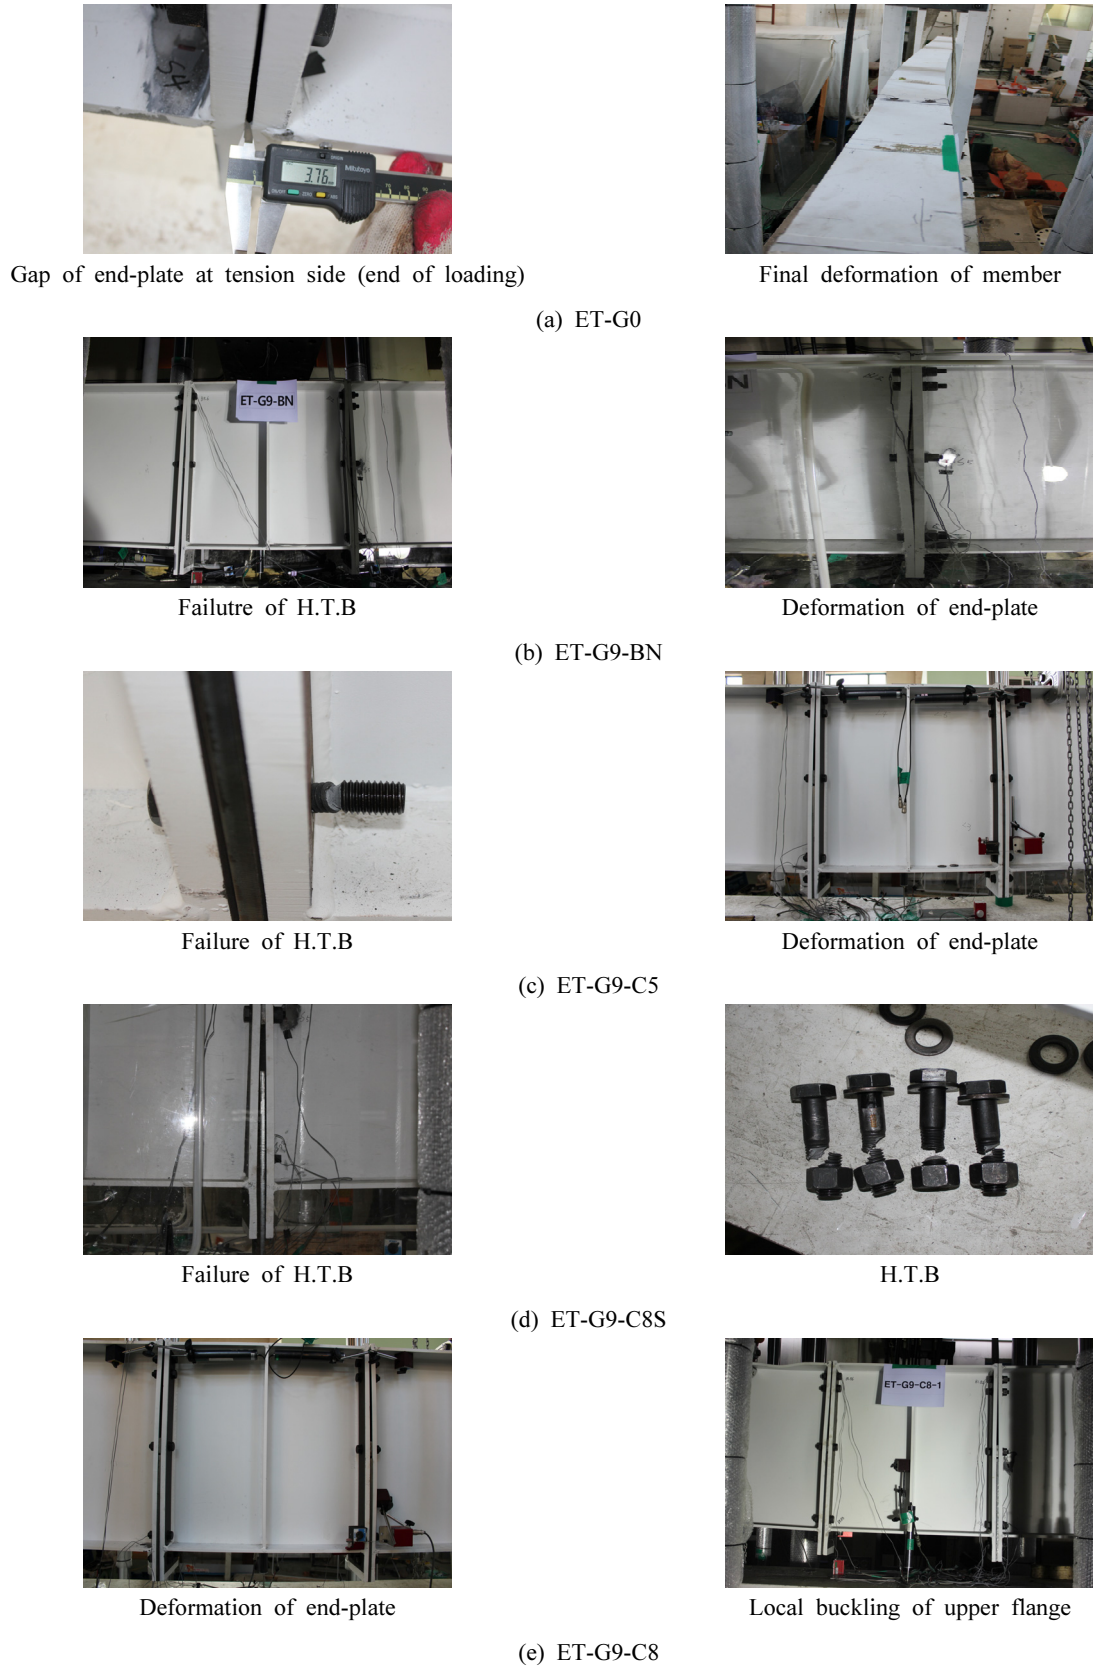 S4
3.76
Mitutoyo
Gap of end-plate at tension side (end of loading)
Final deformation of member
(a) ET-G0
ET-G9-BN
N
Failutre of H.T.B
Deformation of end-plate
(b) ET-G9-BN
Failure of H.T.B
Deformation of end-plate
(c) ET-G9-C5
Failure of H.T.B
H.T.B
(d) ET-G9-C8S
ET-G9-C8-1
Deformation of end-plate
Local buckling of upper flange
(e) ET-G9-C8